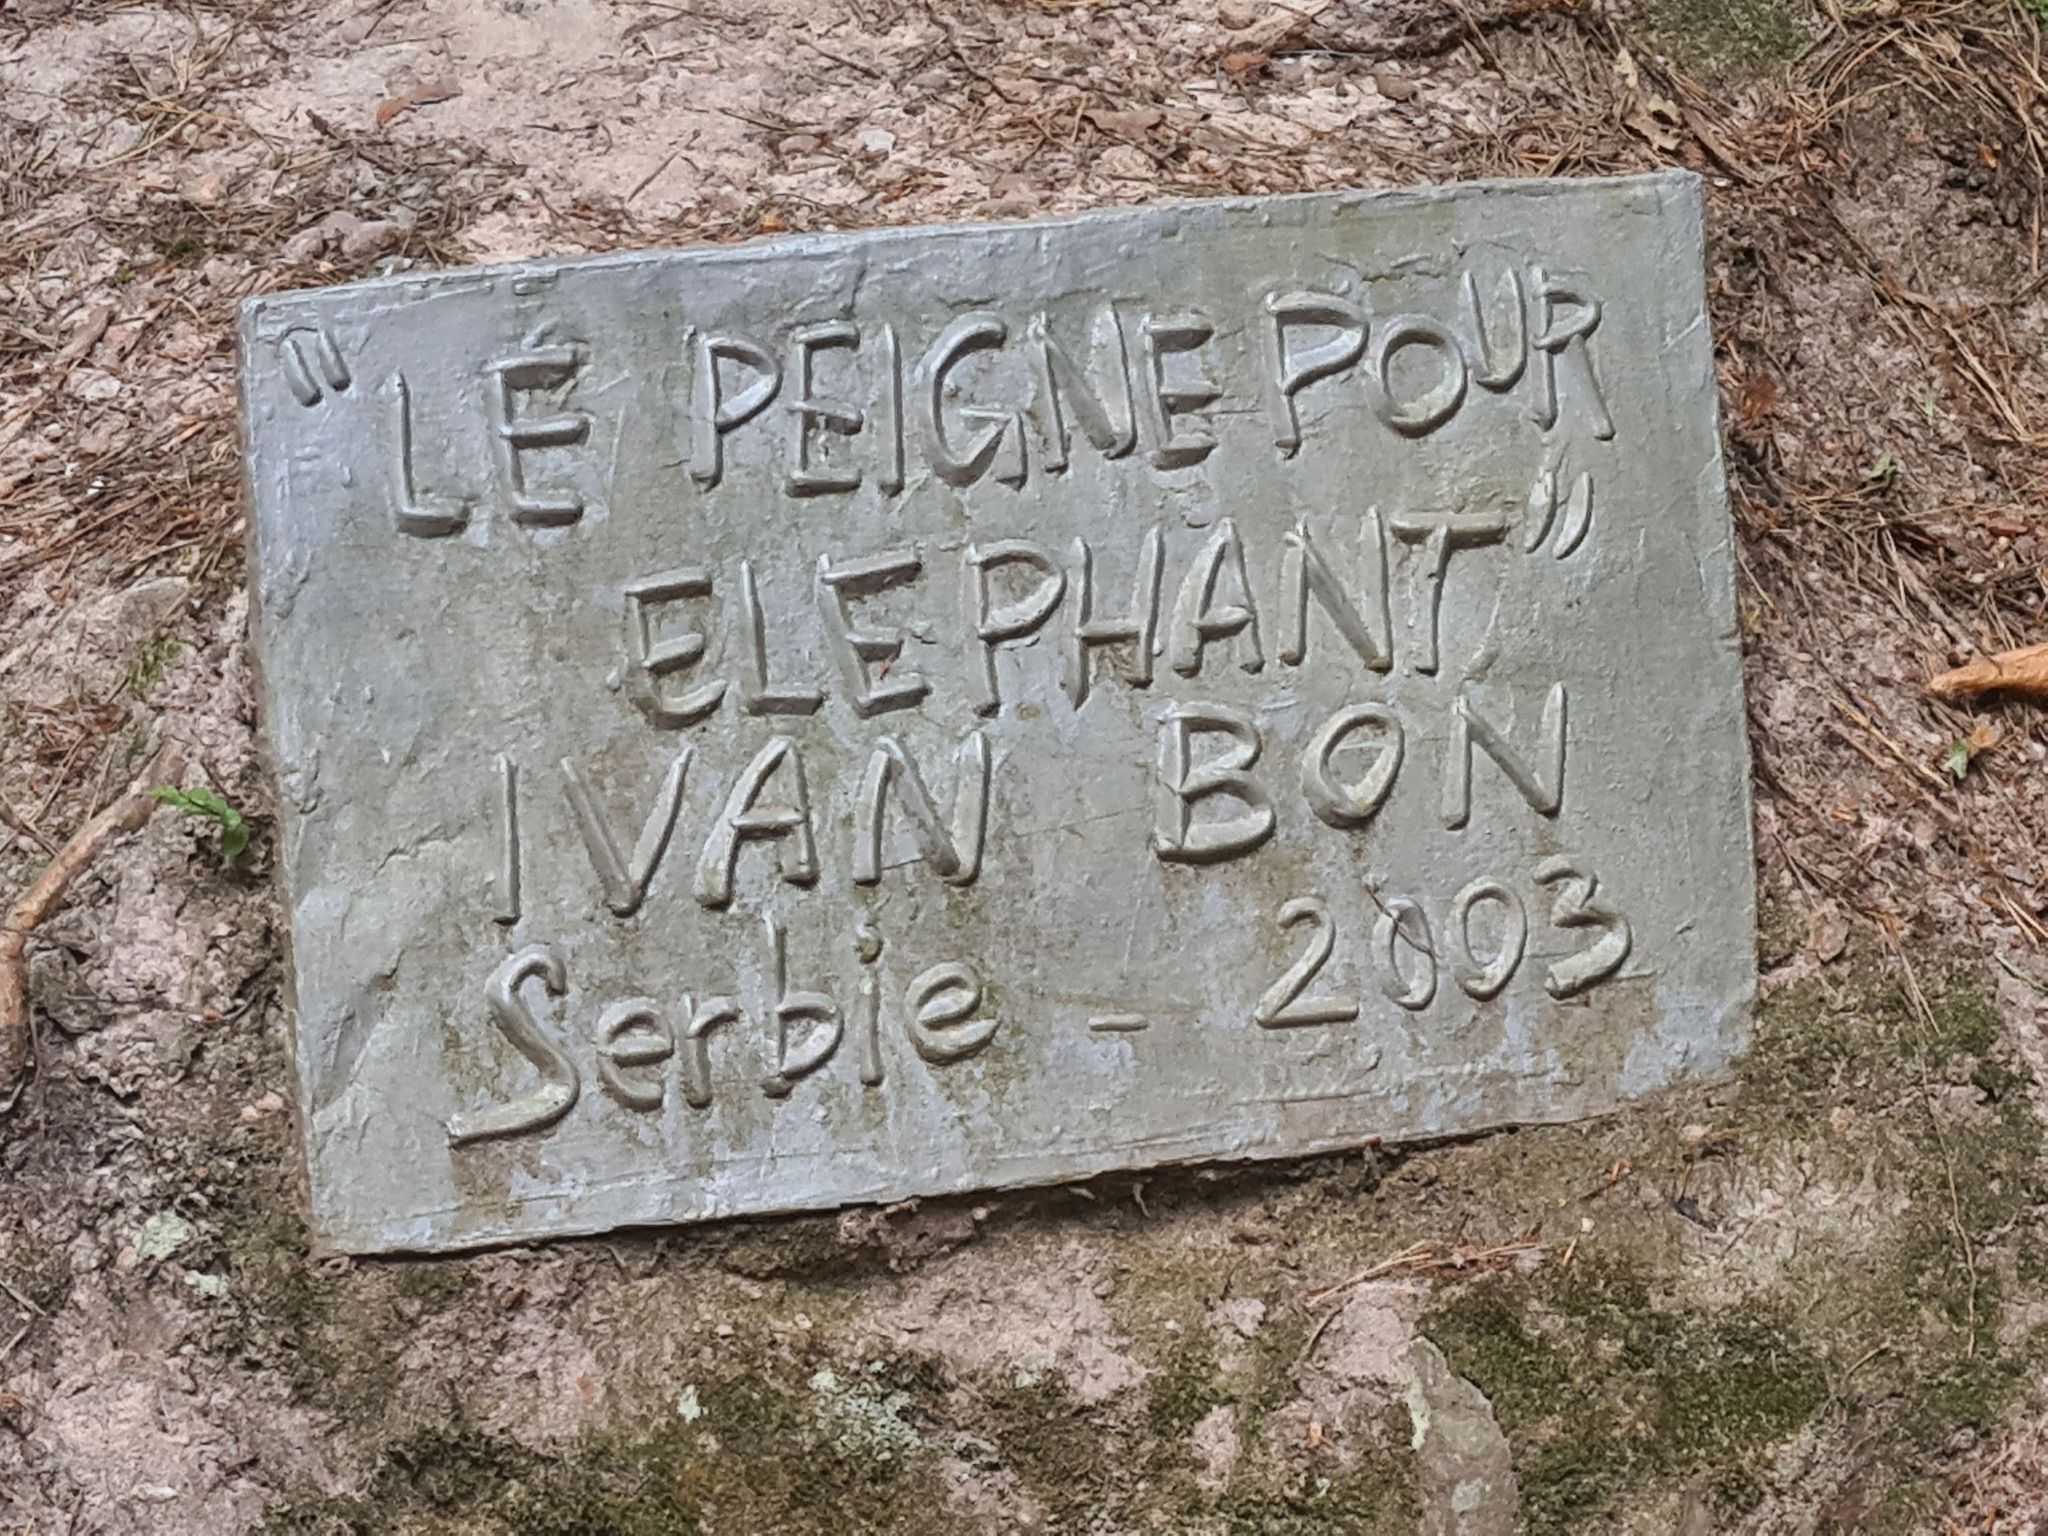 "LE PEIGNE POUR
ELEPHANT"
IVAN BON
Serbie - 2003